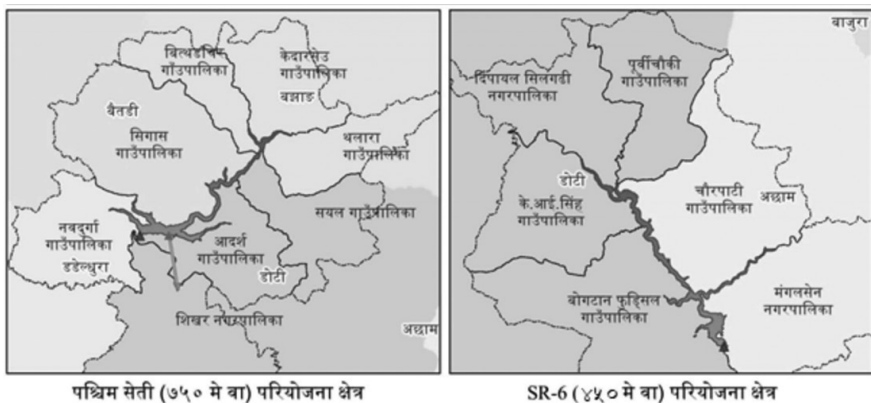 बित्थडचिर
गाउँपालिका
केदारसेउ
गाउँपालिका
बझाङ
बैतडी
सिगास
गाउँपालिका
थलारा
गाउँपालिका
सयल गाउँपालिका
नवदुर्गा
गाउँपालिका
डडेल्धुरा
आदर्श
गाउँपालिका
डोटी
शिखर नगरपालिका
अछाम
पश्चिम सेती (७५० मे वा) परियोजना क्षेत्र
बाजुरा
पूर्वीचौकी
गाउँपालिका
दिपायल सिलगडी
नगरपालिका
डोटी
के.आई.सिंह
गाउँपालिका
चौरपाटी
गाउँपालिका
अछाम
बोगटान फुड्सिल
गाउँपालिका
मंगलसेन
नगरपालिका
SR-6 (४५० मे वा) परियोजना क्षेत्र